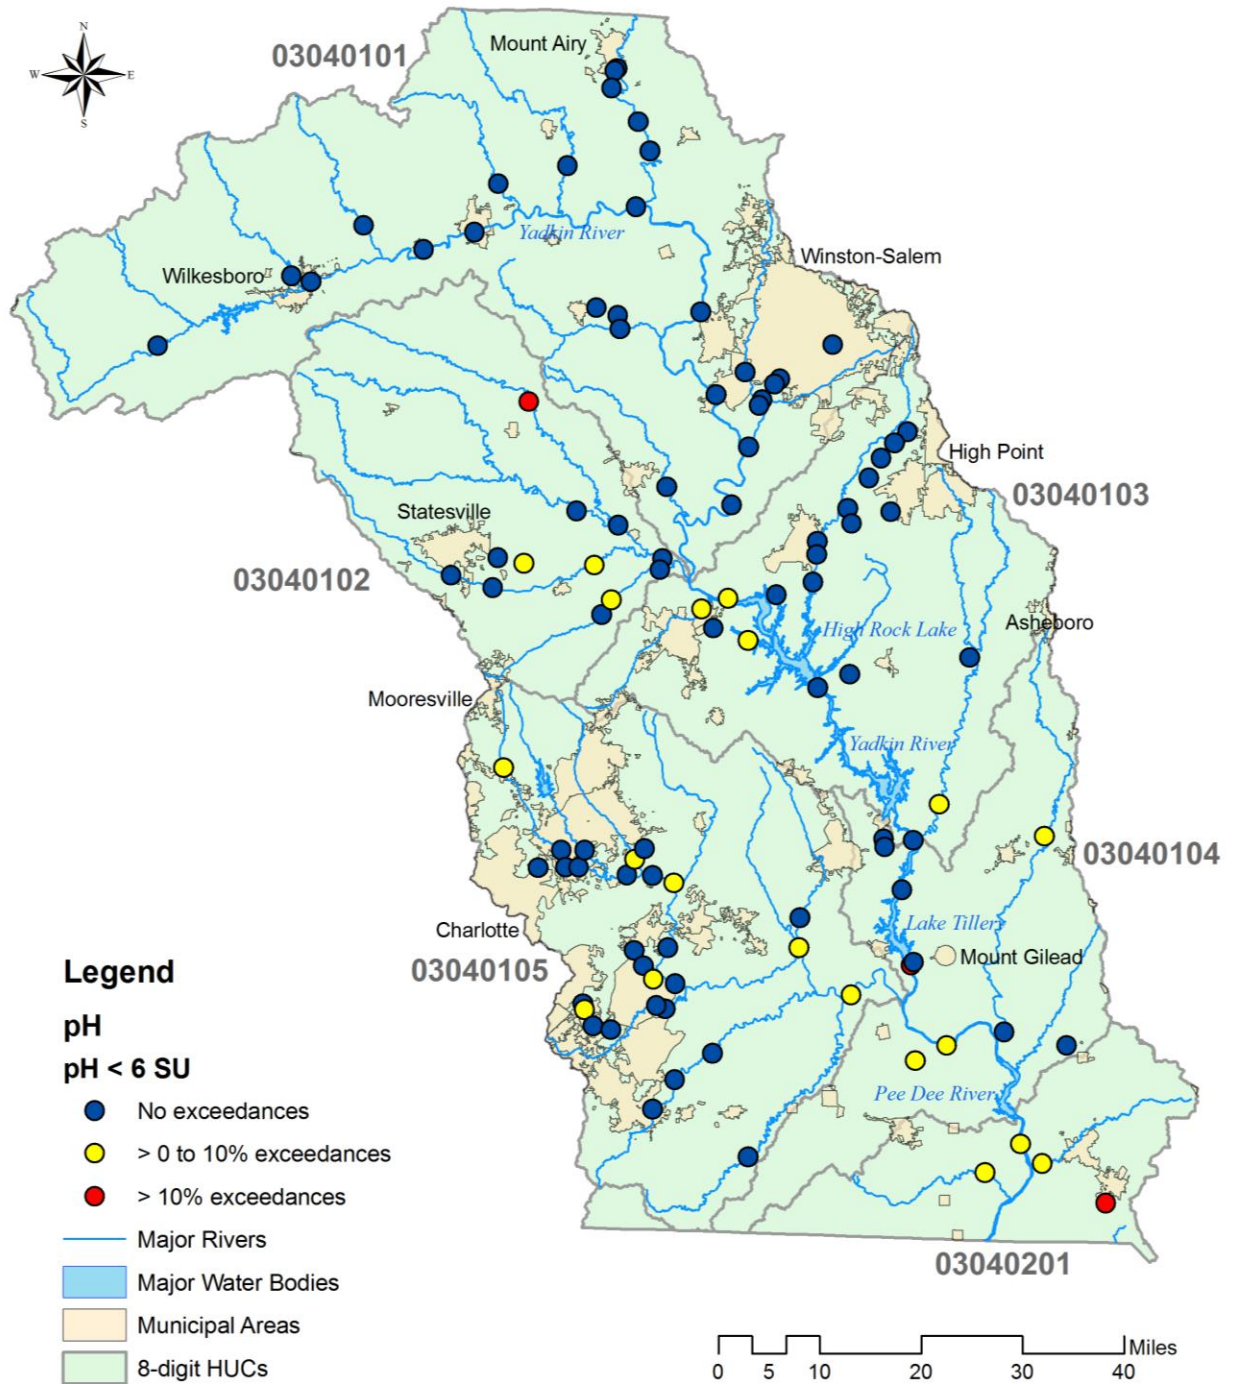 N
W
E
S
03040101
Mount Airy
Yadkin River
Winston-Salem
Wilkesboro
High Point
03040103
Statesville
03040102
Asheboro
High Rock Lake
Mooresville
Yadkin River
03040104
Charlotte
Lake Tillery
Mount Gilead
03040105
Pee Dee River
03040201
Legend
pH
pH < 6 SU
No exceedances
> 0 to 10% exceedances
> 10% exceedances
Major Rivers
Major Water Bodies
Municipal Areas
8-digit HUCs
Miles
0 5 10 20 30 40